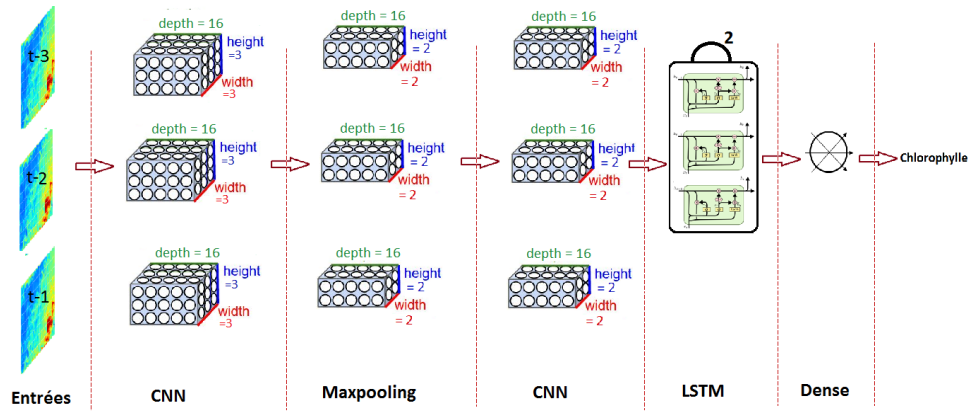 t-3
depth = 16
height
=3
width
=3
depth = 16
height
= 2
width
= 2
depth = 16
height
= 2
width
= 2
2
t-2
depth = 16
height
=3
width
=3
depth = 16
height
= 2
width
= 2
depth = 16
height
= 2
width
= 2
Chlorophylle
t-1
depth = 16
height
=3
width
=3
depth = 16
height
= 2
width
= 2
depth = 16
height
= 2
width
= 2
Entrées
CNN
Maxpooling
CNN
LSTM
Dense